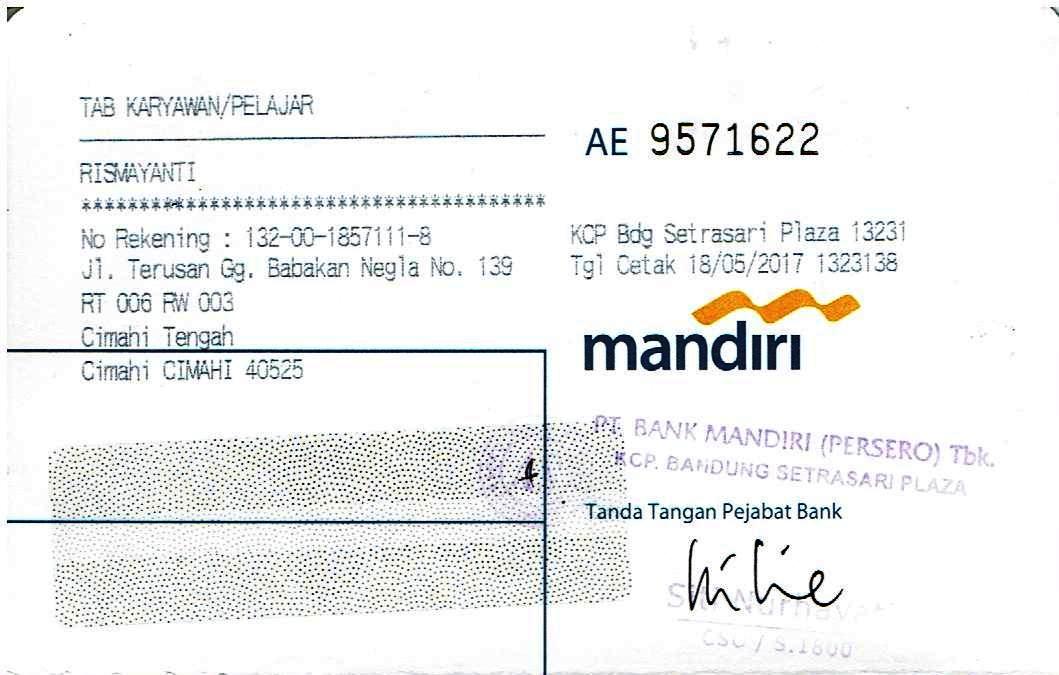 TAB KARYAWAN/PELAJAR
AE 9571622
RISMAYANTI
****************************************
No Rekening : 132-00-1857111-8
Jl. Terusan Gg. Babakan Negla No. 139
RT 006 RW 003
Cimahi Tengah
Cimahi CIMAHI 40525
KCP Bdg Setrasari Plaza 13231
Tgl Cetak 18/05/2017 1323138
mandiri
PT. BANK MANDIRI (PERSERO) Tbk.
KCP. BANDUNG SETRASARI PLAZA
Tanda Tangan Pejabat Bank
CSO / S.1800